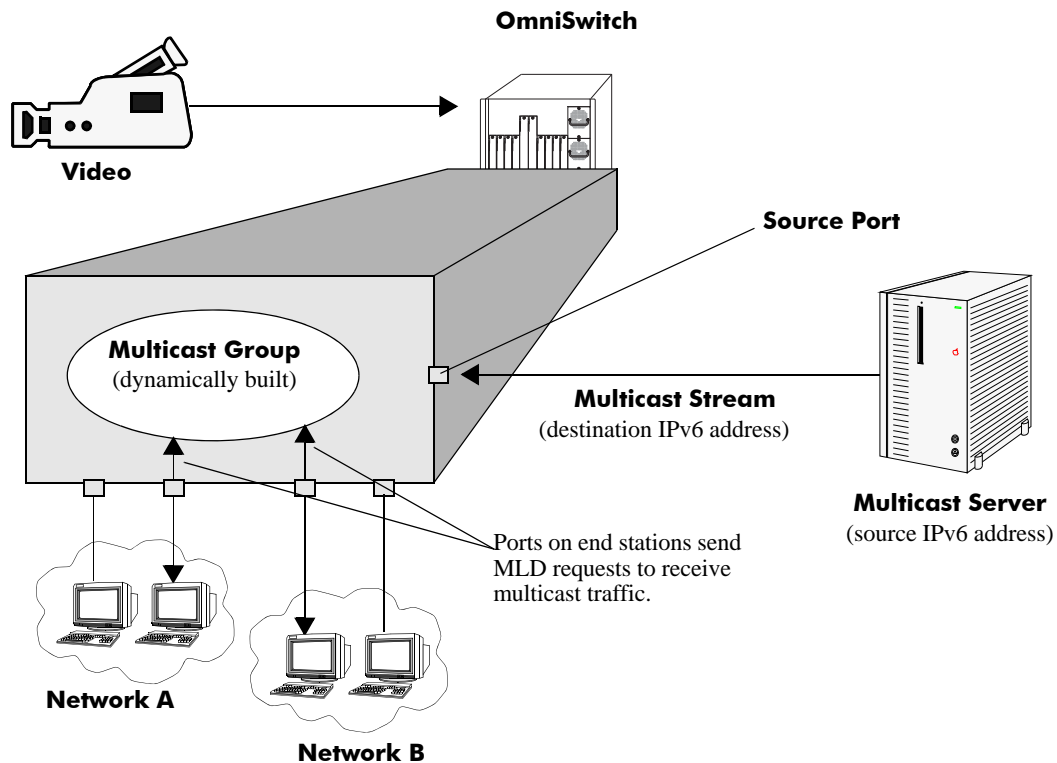 OmniSwitch
Video
Source Port
Multicast Group
(dynamically built)
Multicast Stream
(destination IPv6 address)
Multicast Server
(source IPv6 address)
Ports on end stations send
MLD requests to receive
multicast traffic.
Network A
Network B